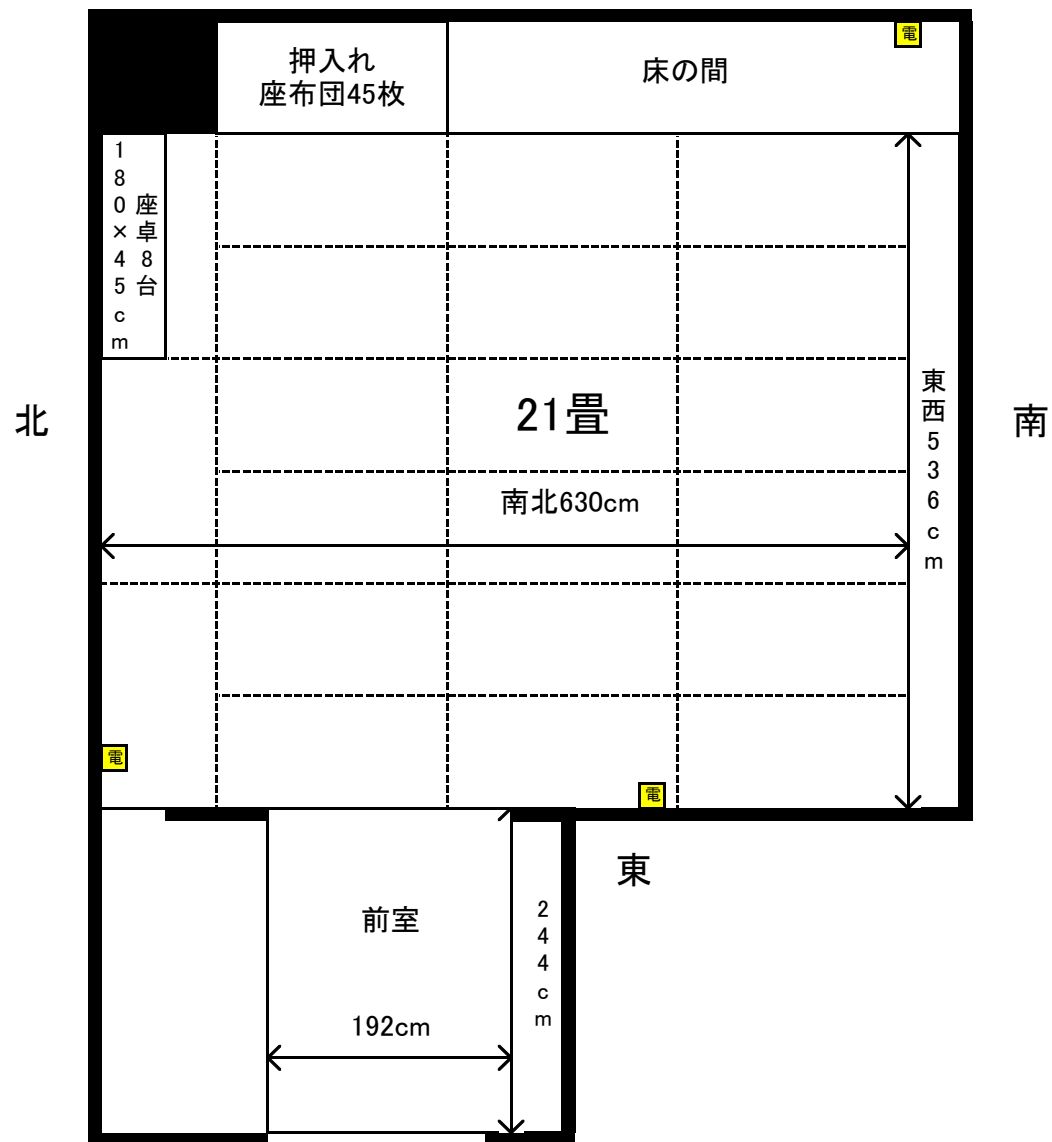 電
押入れ
座布団45枚
床の間
座卓8台
180×45cm
東西536cm
北
21畳
南
南北630cm
電
電
東
前室
244cm
192cm